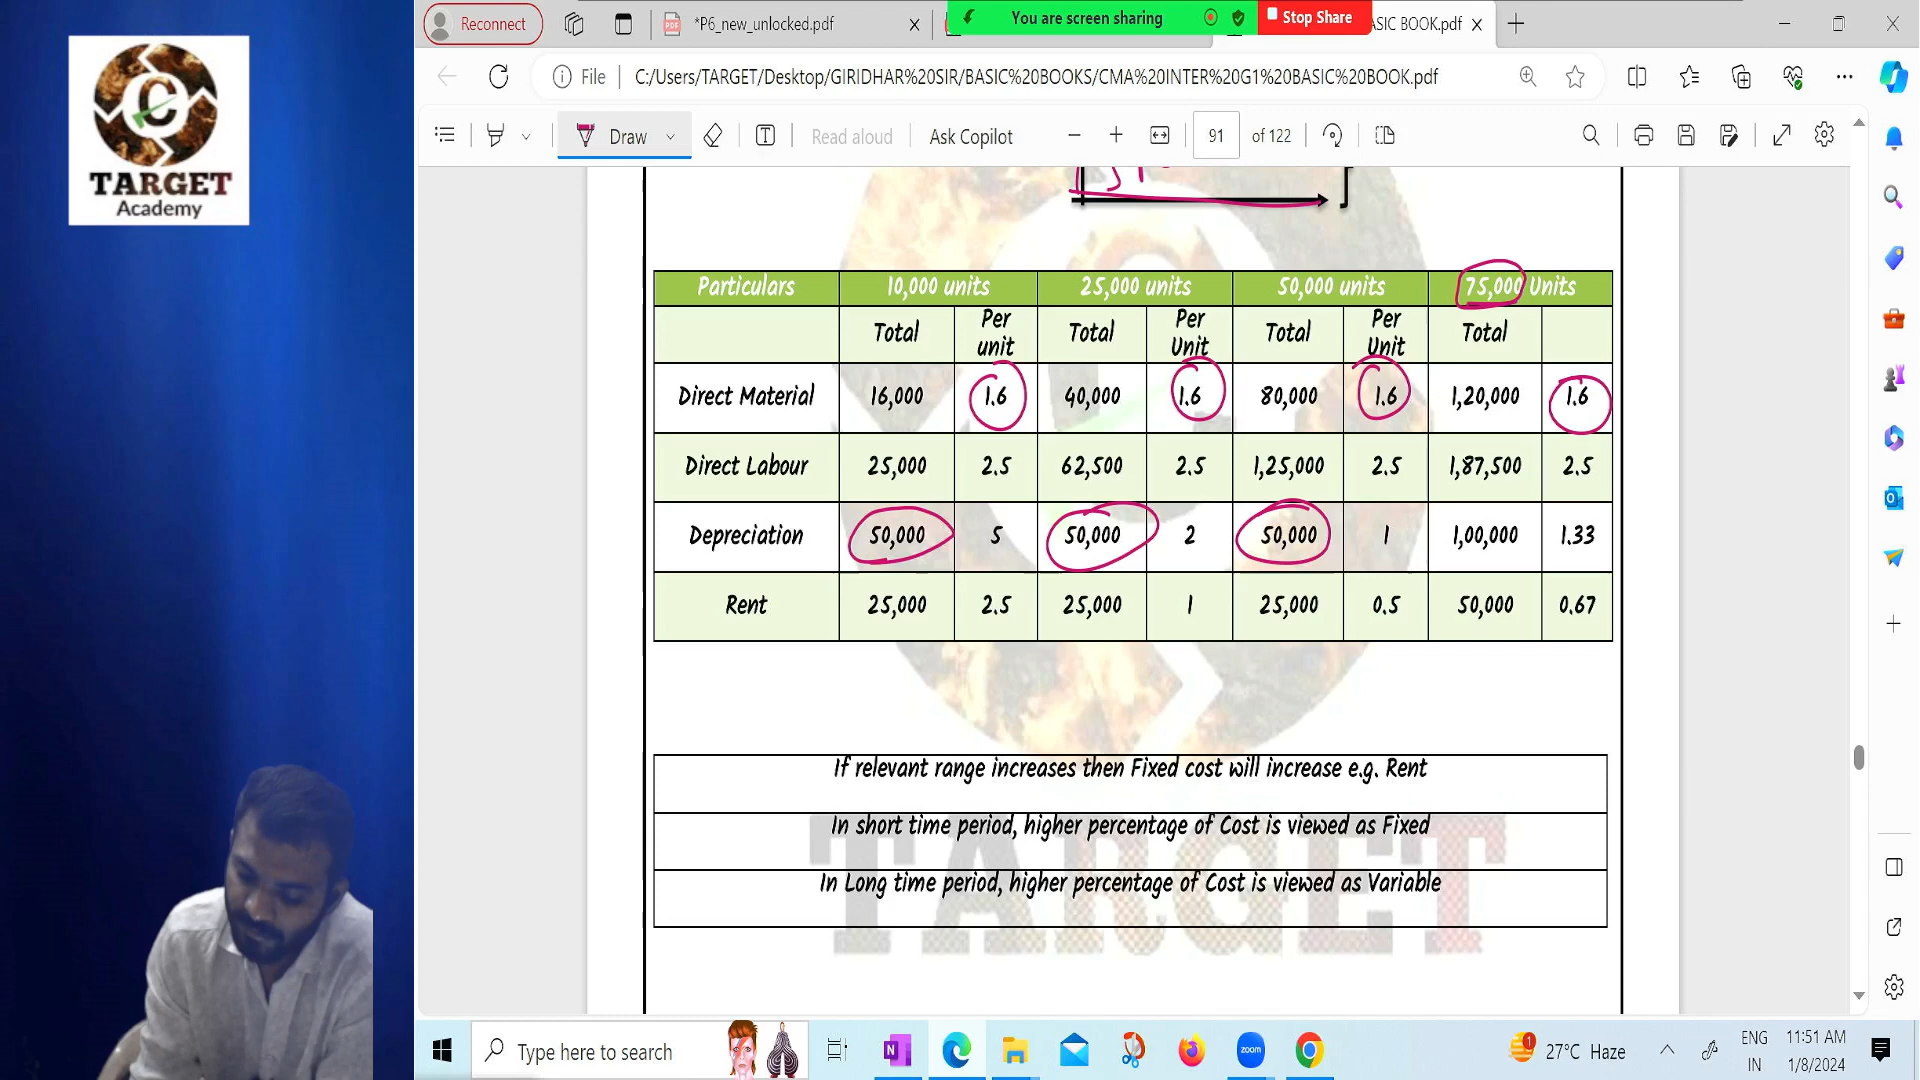 TARGET
Academy
Reconnect
*P6_new_unlocked.pdf
You are screen sharing
Stop Share
ASIC BOOK.pdf
File C:/Users/TARGET/Desktop/GIRIDHAR%20SIR/BASIC%20BOOKS/CMA%20INTER%20G1%20BASIC%20BOOK.pdf
Draw
Read aloud
Ask Copilot
91 of 122
Particulars 10,000 units 25,000 units 50,000 units 75,000 Units
Total Per unit Total Per Unit Total Per Unit Total
Direct Material 16,000 1.6 40,000 1.6 80,000 1.6 1,20,000 1.6
Direct Labour 25,000 2.5 62,500 2.5 1,25,000 2.5 1,87,500 2.5
Depreciation 50,000 5 50,000 2 50,000 1 1,00,000 1.33
Rent 25,000 2.5 25,000 1 25,000 0.5 50,000 0.67
If relevant range increases then Fixed cost will increase e.g. Rent
In short time period, higher percentage of Cost is viewed as Fixed
In Long time period, higher percentage of Cost is viewed as Variable
TARGET
Type here to search
zoom
27°C Haze
ENG
IN
11:51 AM
1/8/2024